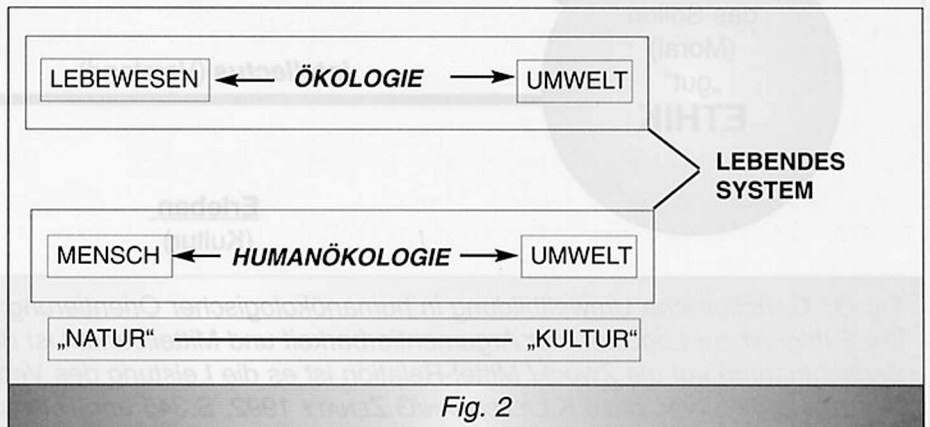 LEBEWESEN ◄— ÖKOLOGIE —► UMWELT
LEBENDES
SYSTEM
MENSCH ◄— HUMANÖKOLOGIE —► UMWELT
„NATUR“ ——— „KULTUR“
Fig. 2